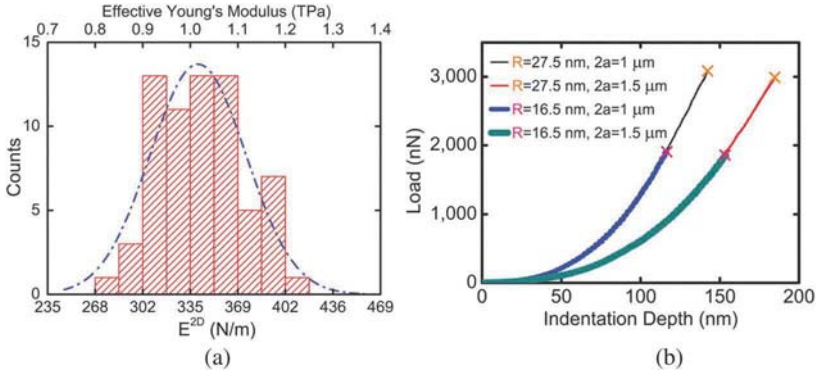 Effective Young's Modulus (TPa)
0.7 0.8 0.9 1.0 1.1 1.2 1.3 1.4
15
10
5
0
Counts
235 268 302 335 369 402 436 469
E2D (N/m)
(a)
R=27.5 nm, 2a=1 μm
R=27.5 nm, 2a=1.5 μm
R=16.5 nm, 2a=1 μm
R=16.5 nm, 2a=1.5 μm
3,000
2,000
1,000
0
Load (nN)
0 50 100 150 200
Indentation Depth (nm)
(b)